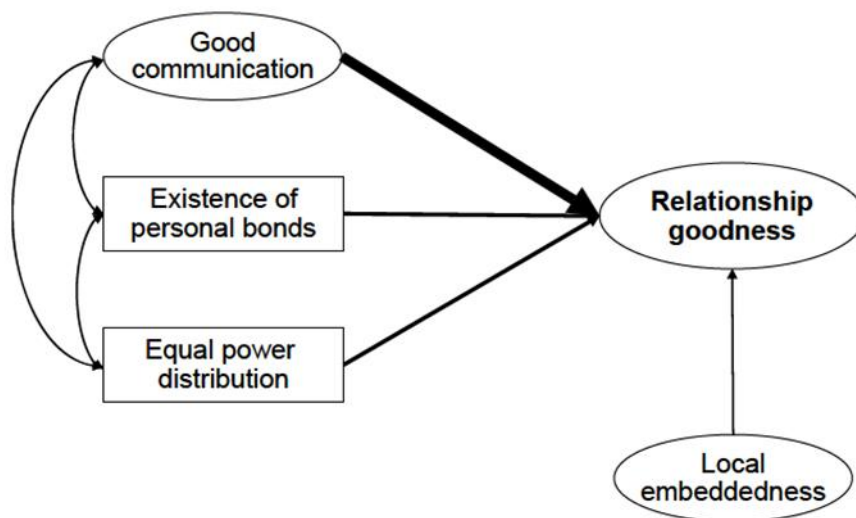 Good
communication
Existence of
personal bonds
Relationship
goodness
Equal power
distribution
Local
embeddedness